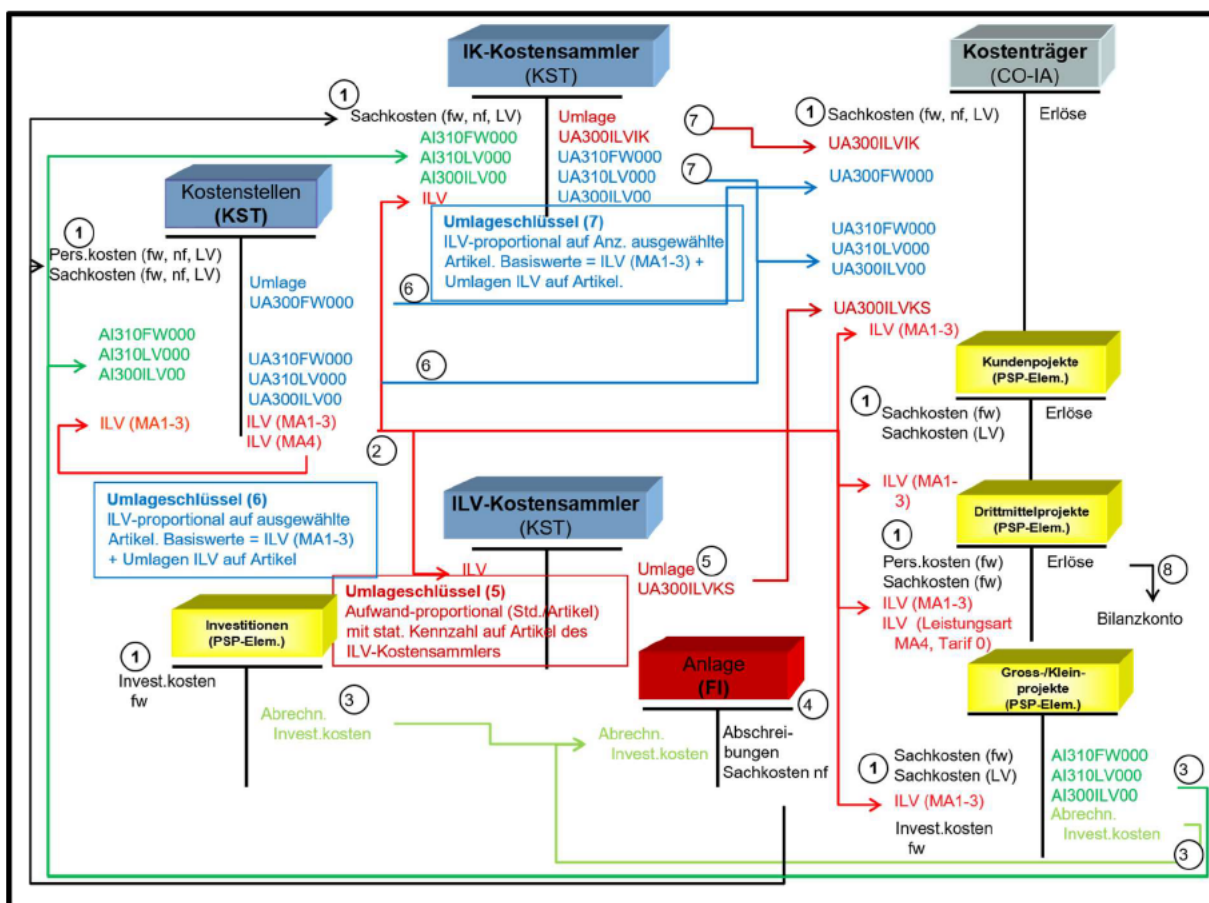 IK-Kostensammler
(KST)
Kostenträger
(CO-IA)
1
Sachkosten (fw, nf, LV)
AI310FW000
AI310LV000
AI300ILV00
ILV
Umlage
UA300ILVIK
UA310FW000
UA310LV000
UA300ILV00
7
7
1
Sachkosten (fw, nf, LV)
Erlöse
UA300ILVIK
UA300FW000
UA310FW000
UA310LV000
UA300ILV00
UA300ILVKS
ILV (MA1-3)
Kostenstellen
(KST)
1
Pers.kosten (fw, nf, LV)
Sachkosten (fw, nf, LV)
Umlage
UA300FW000
AI310FW000
AI310LV000
AI300ILV00
UA310FW000
UA310LV000
UA300ILV00
ILV (MA1-3)
ILV (MA1-3)
ILV (MA4)
Umlageschlüssel (7)
ILV-proportional auf Anz. ausgewählte
Artikel. Basiswerte = ILV (MA1-3) +
Umlagen ILV auf Artikel.
6
6
2
Kundenpojekte
(PSP-Elem.)
1
Sachkosten (fw)
Sachkosten (LV)
Erlöse
ILV (MA1-
3)
Umlageschlüssel (6)
ILV-proportional auf ausgewählte
Artikel. Basiswerte = ILV (MA1-3)
+ Umlagen ILV auf Artikel
ILV-Kostensammler
(KST)
ILV
Umlage
UA300ILVKS
5
Umlageschlüssel (5)
Aufwand-proportional (Std./Artikel)
mit stat. Kennzahl auf Artikel des
ILV-Kostensammlers
Drittmittelprojekte
(PSP-Elem.)
1
Pers.kosten (fw)
Sachkosten (fw)
ILV (MA1-3)
ILV (Leistungsart
MA4, Tarif 0)
Erlöse
8
Bilanzkonto
Investitionen
(PSP-Elem.)
1
Invest.kosten
fw
Abrechn.
Invest.kosten
3
Anlage
(FI)
4
Abrechn.
Invest.kosten
Abschrei-
bungen
Sachkosten nf
Gross-/Klein-
projekte
(PSP-Elem.)
1
Sachkosten (fw)
Sachkosten (LV)
ILV (MA1-3)
Invest.kosten
fw
AI310FW000
AI310LV000
AI300ILV00
Abrechn.
Invest.kosten
3
3